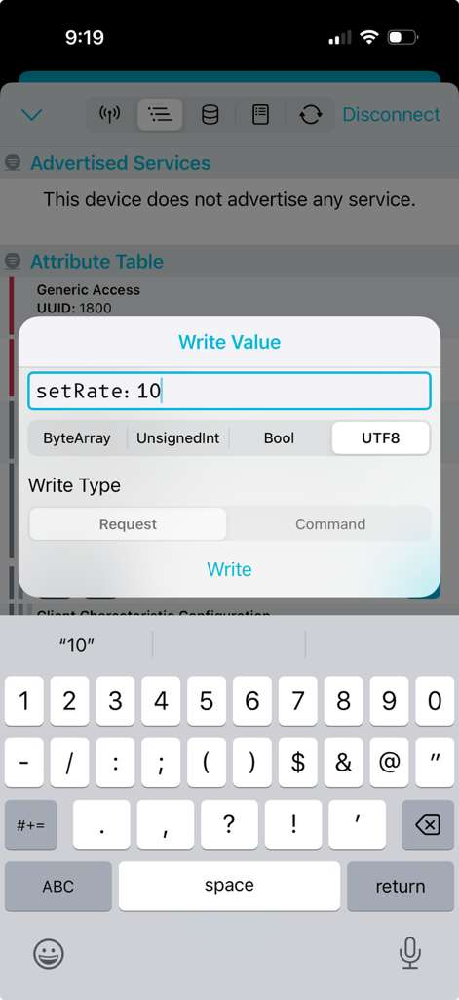 9:19
Disconnect
Advertised Services
This device does not advertise any service.
Attribute Table
Generic Access
UUID: 1800
Write Value
setRate: 10
ByteArray UnsignedInt Bool UTF8
Write Type
Request Command
Write
Client Characteristic Configuration
“10”
1 2 3 4 5 6 7 8 9 0
- / : ; ( ) $ & @ "
#+= . , ? ! '
ABC space return